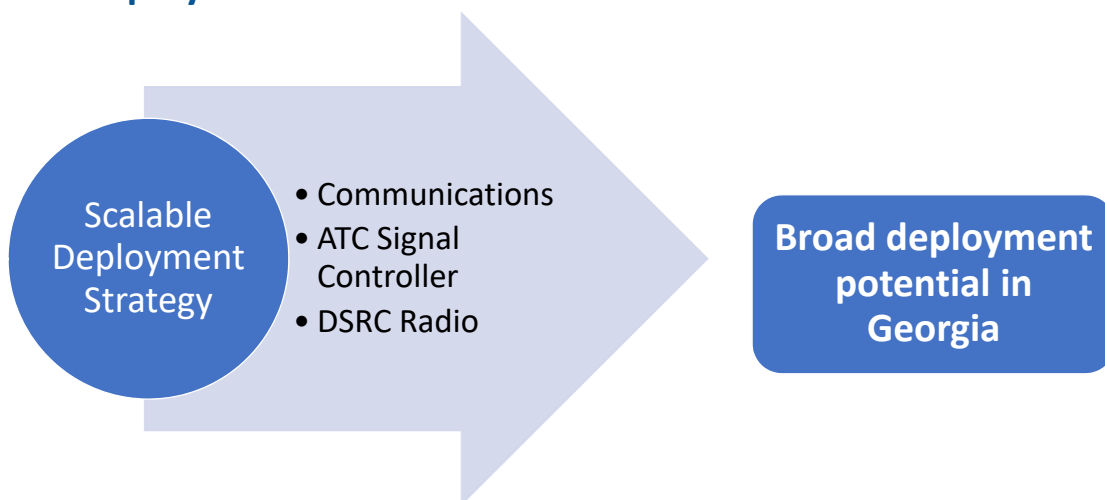 Scalable
Deployment
Strategy
• Communications
• ATC Signal
Controller
• DSRC Radio
Broad deployment
potential in
Georgia